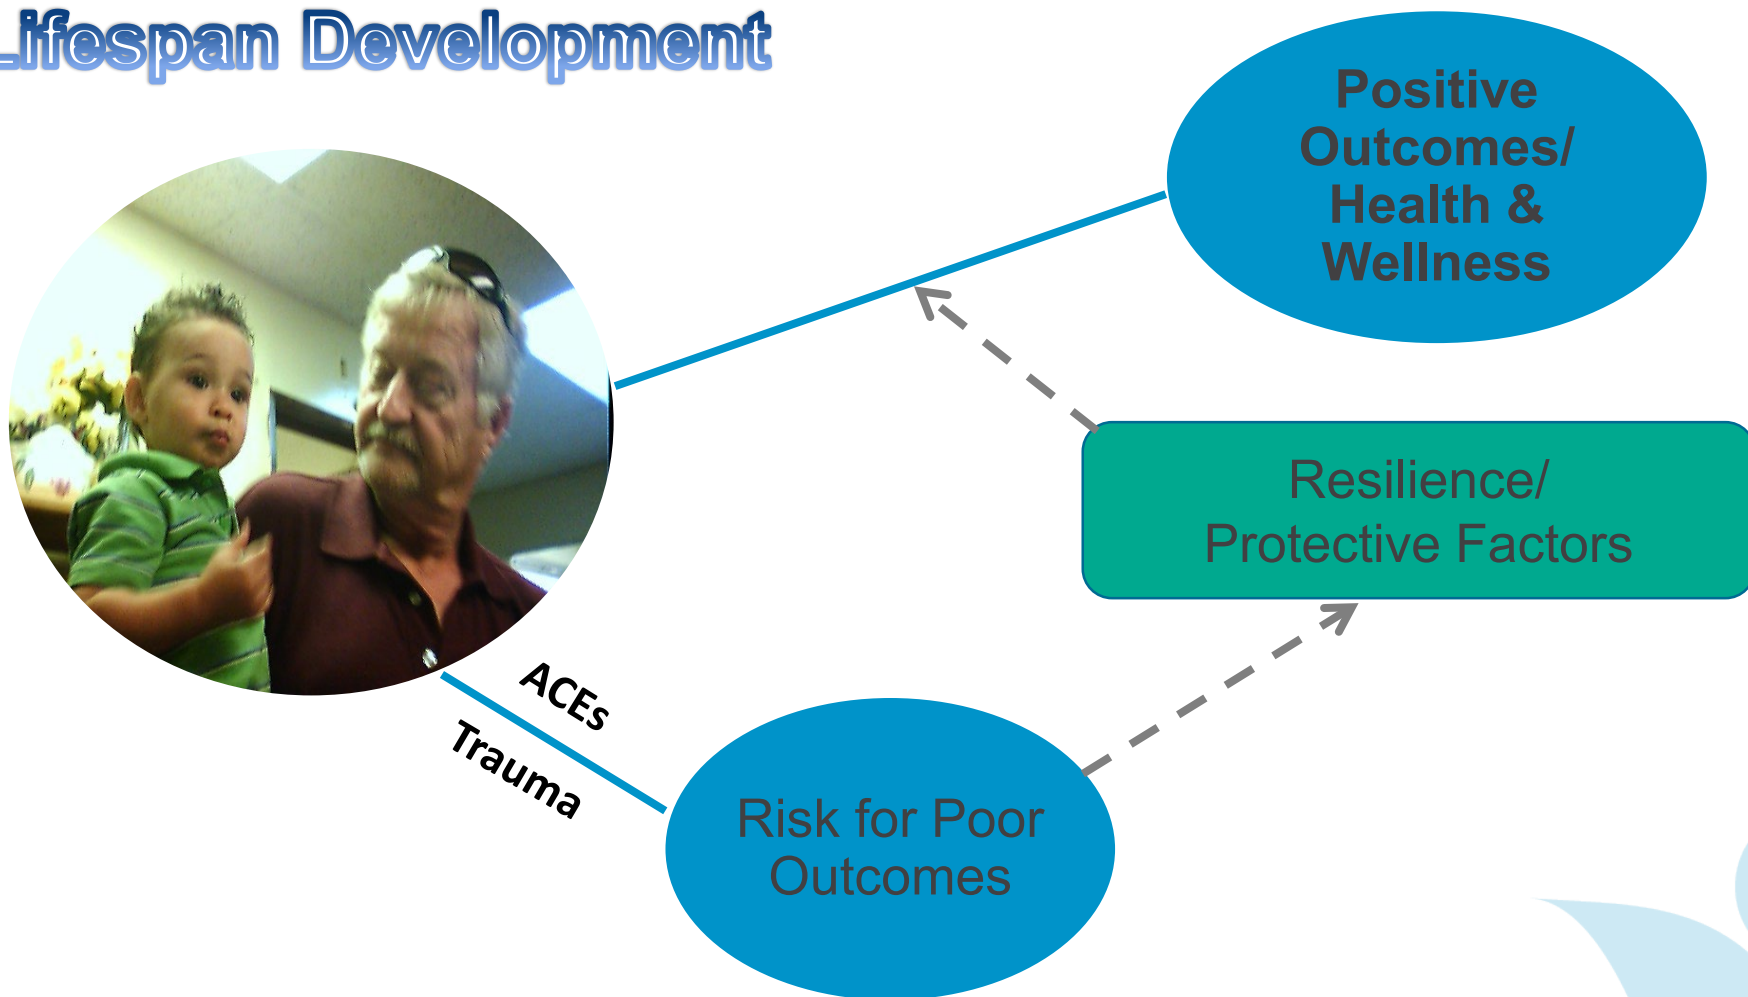 Lifespan Development
Positive
Outcomes/
Health &
Wellness
Resilience/
Protective Factors
ACEs
Trauma
Risk for Poor
Outcomes